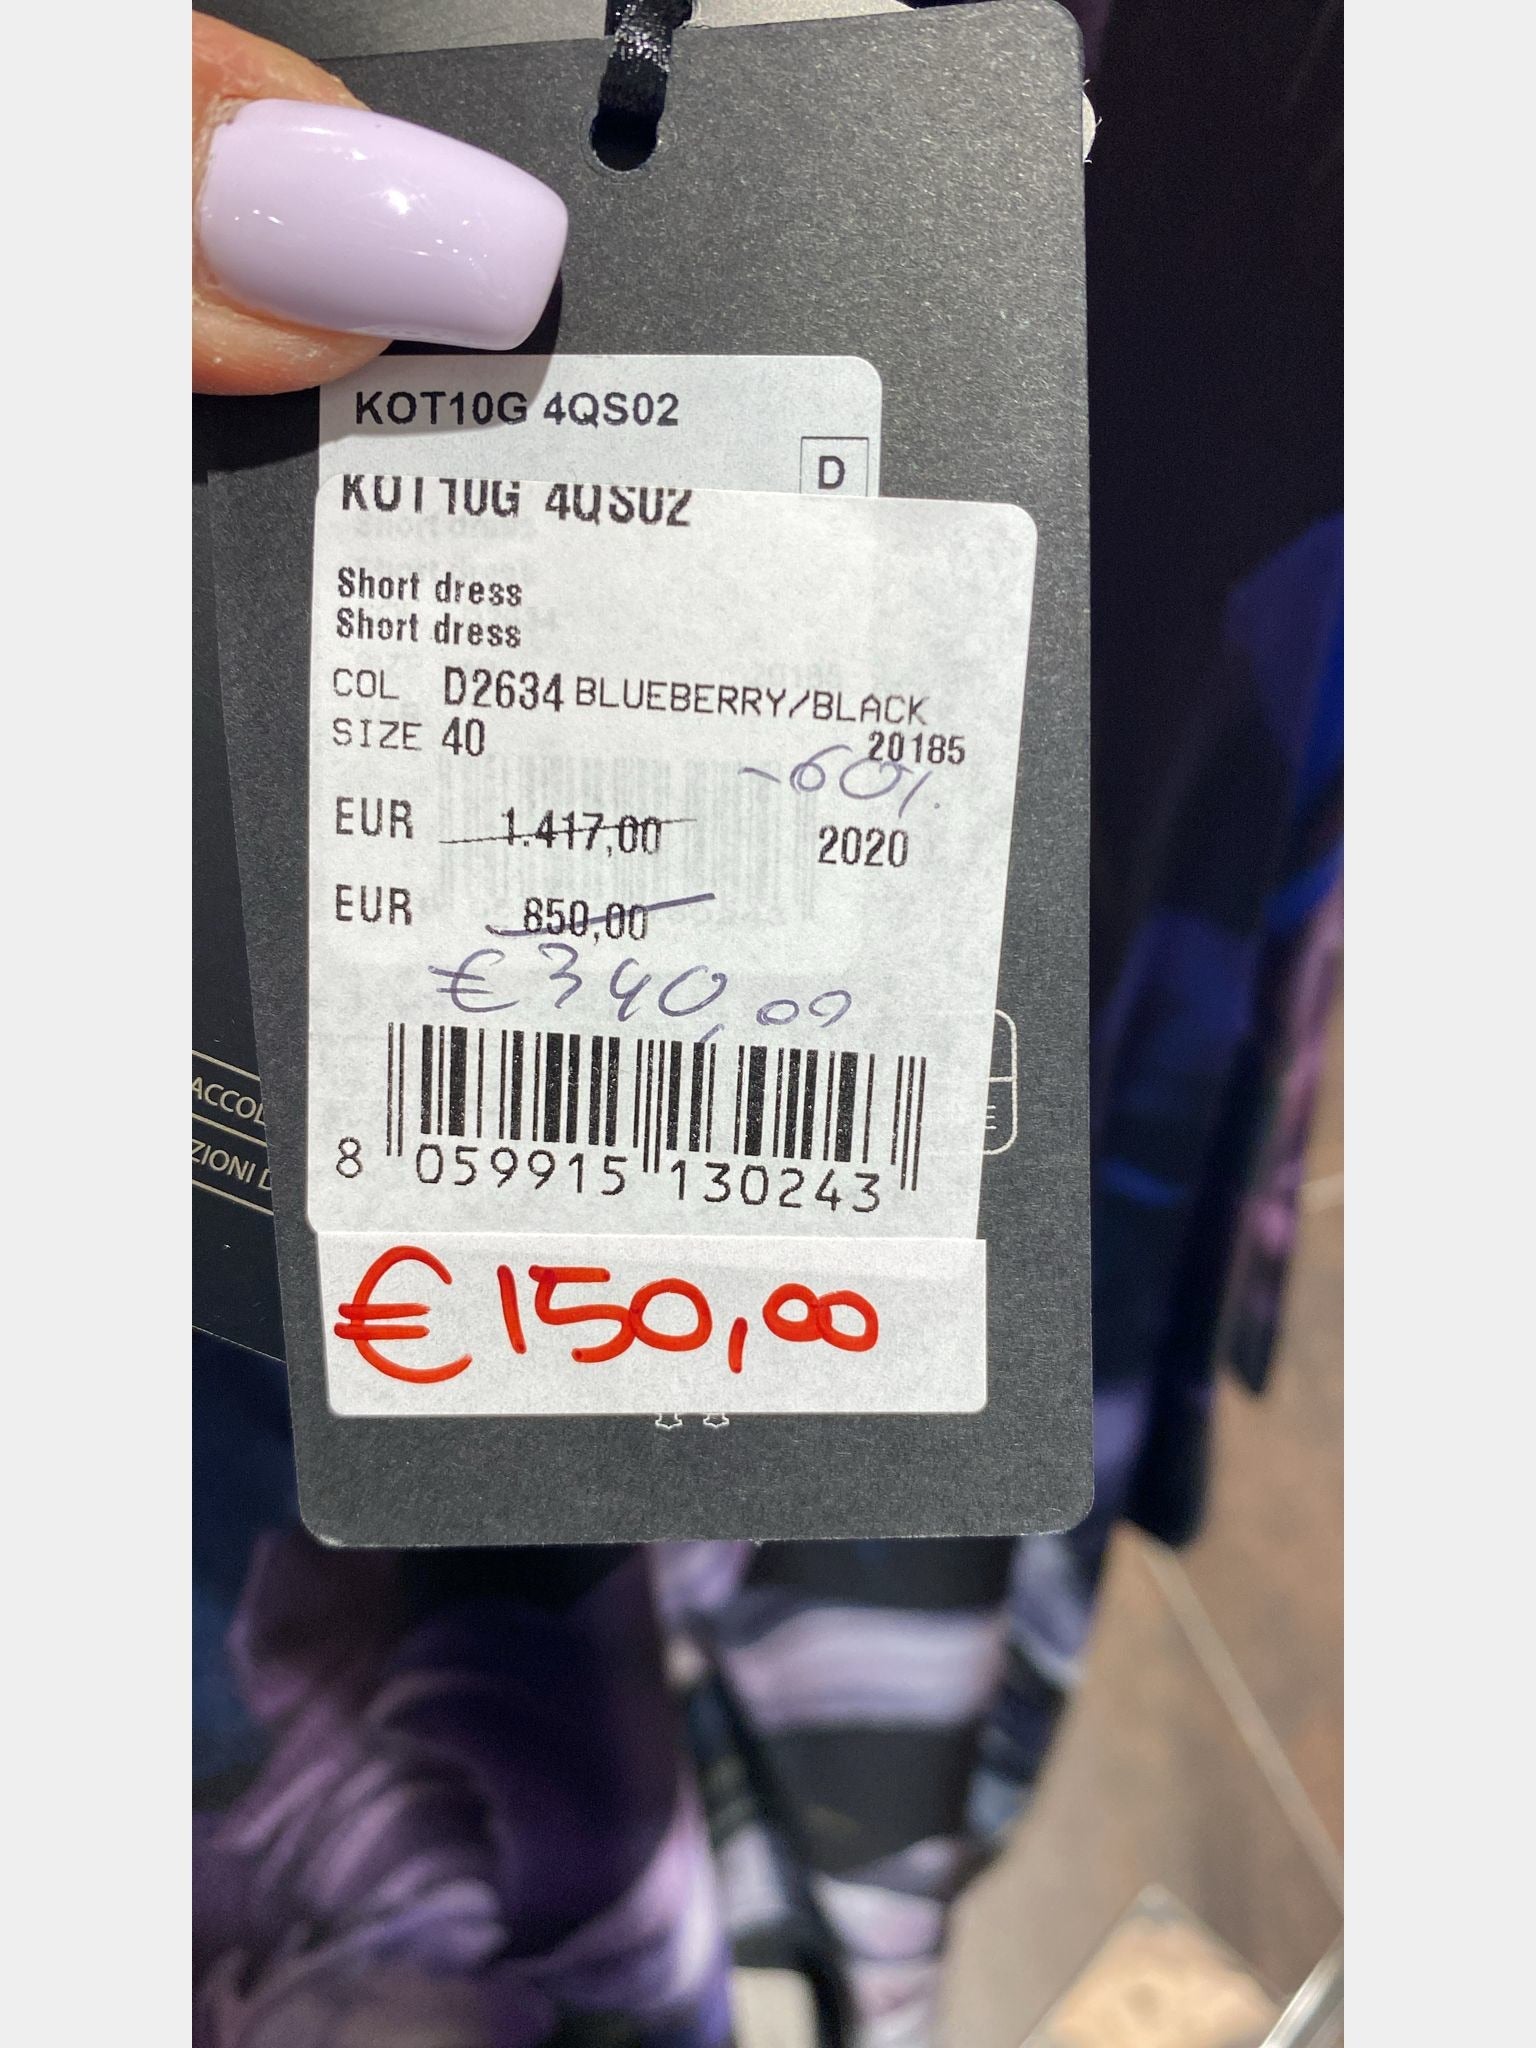 KOT10G 4QS02
D
KOT10G 4QS02
Short dress
Short dress
COL D2634 BLUEBERRY/BLACK
SIZE 40 20185
-60%
EUR 1.417,00 2020
EUR 850,00
€340,00
8 059915 130243
€150,00